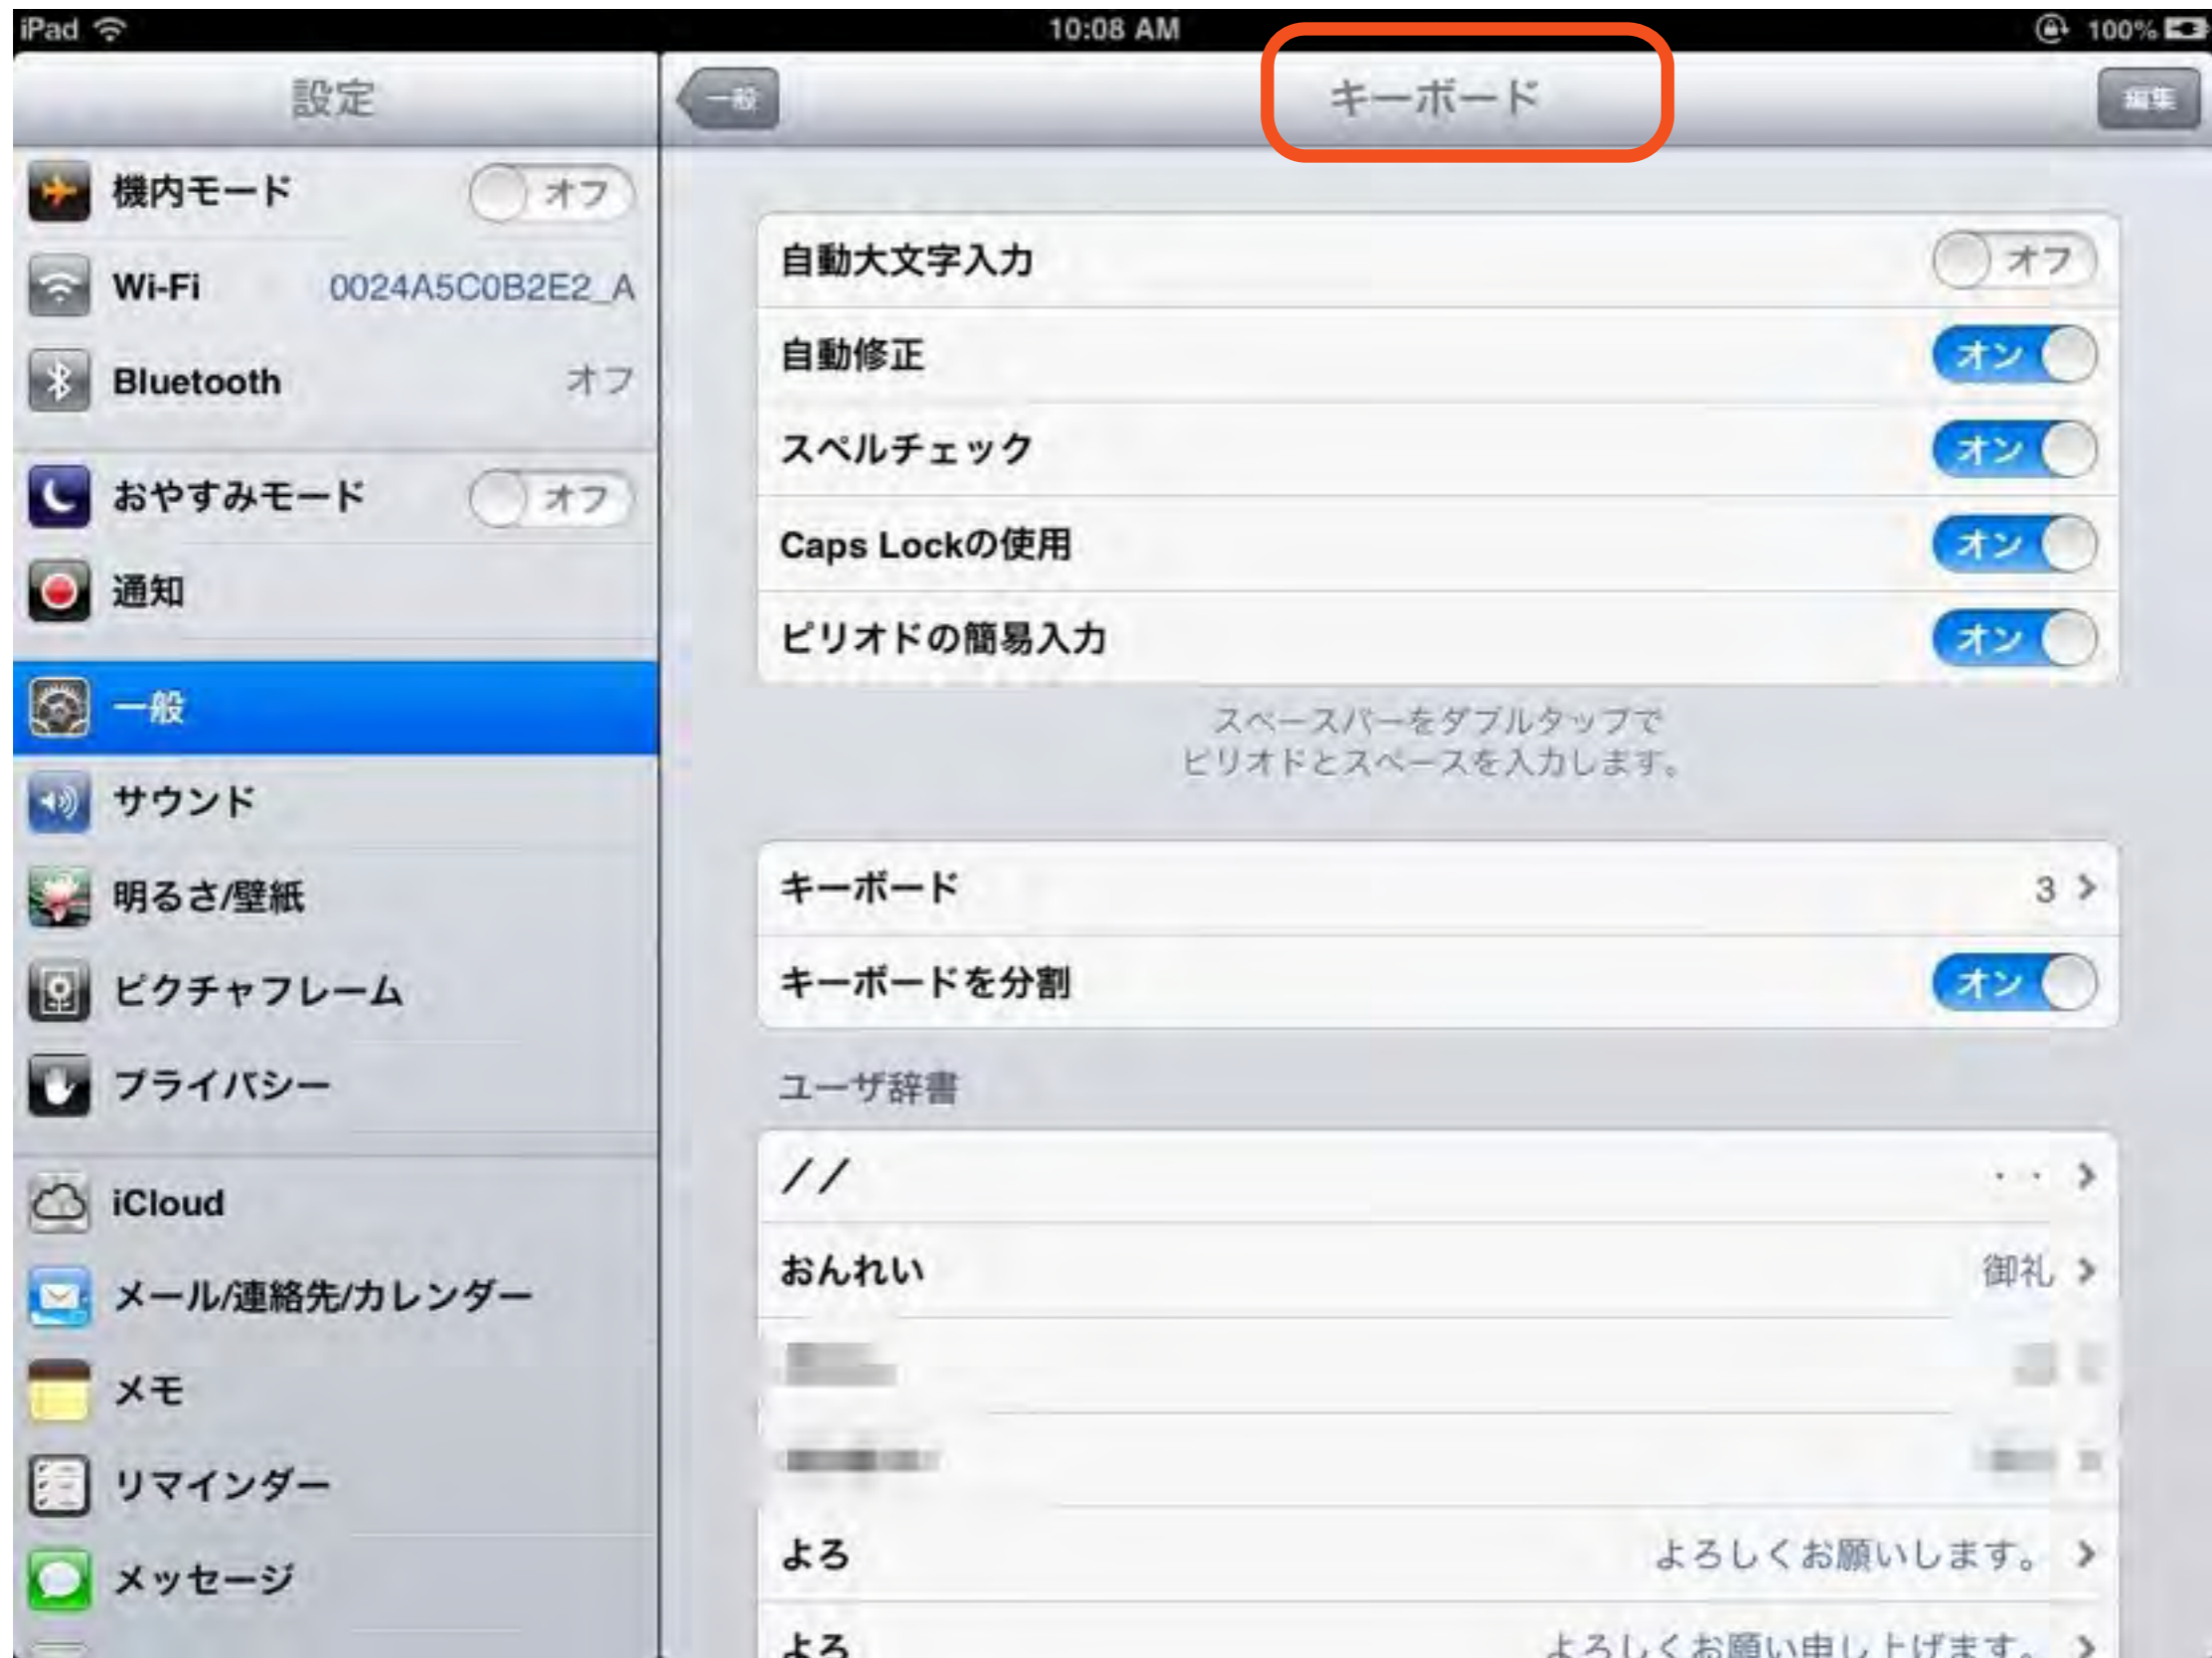 iPad
10:08 AM
100%
設定
一般
キーボード
編集
機内モード
オフ
Wi-Fi
0024A5C0B2E2_A
Bluetooth
オフ
おやすみモード
オフ
通知
一般
サウンド
明るさ/壁紙
ピクチャフレーム
プライバシー
iCloud
メール/連絡先/カレンダー
メモ
リマインダー
メッセージ
自動大文字入力
オフ
自動修正
オン
スペルチェック
オン
Caps Lockの使用
オン
ピリオドの簡易入力
オン
スペースバーをダブルタップで
ピリオドとスペースを入力します。
キーボード
3
キーボードを分割
オン
ユーザ辞書
//
・・
おんれい
御礼
よろ
よろしくお願いします。
よろ
よろしくお願い申し上げます。